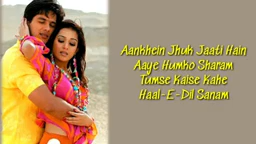 Aankhein Jhuk Jaati Hain
Aaye Humko Sharam
Tumse Kaise Kahe
Haal-E-Dil Sanam